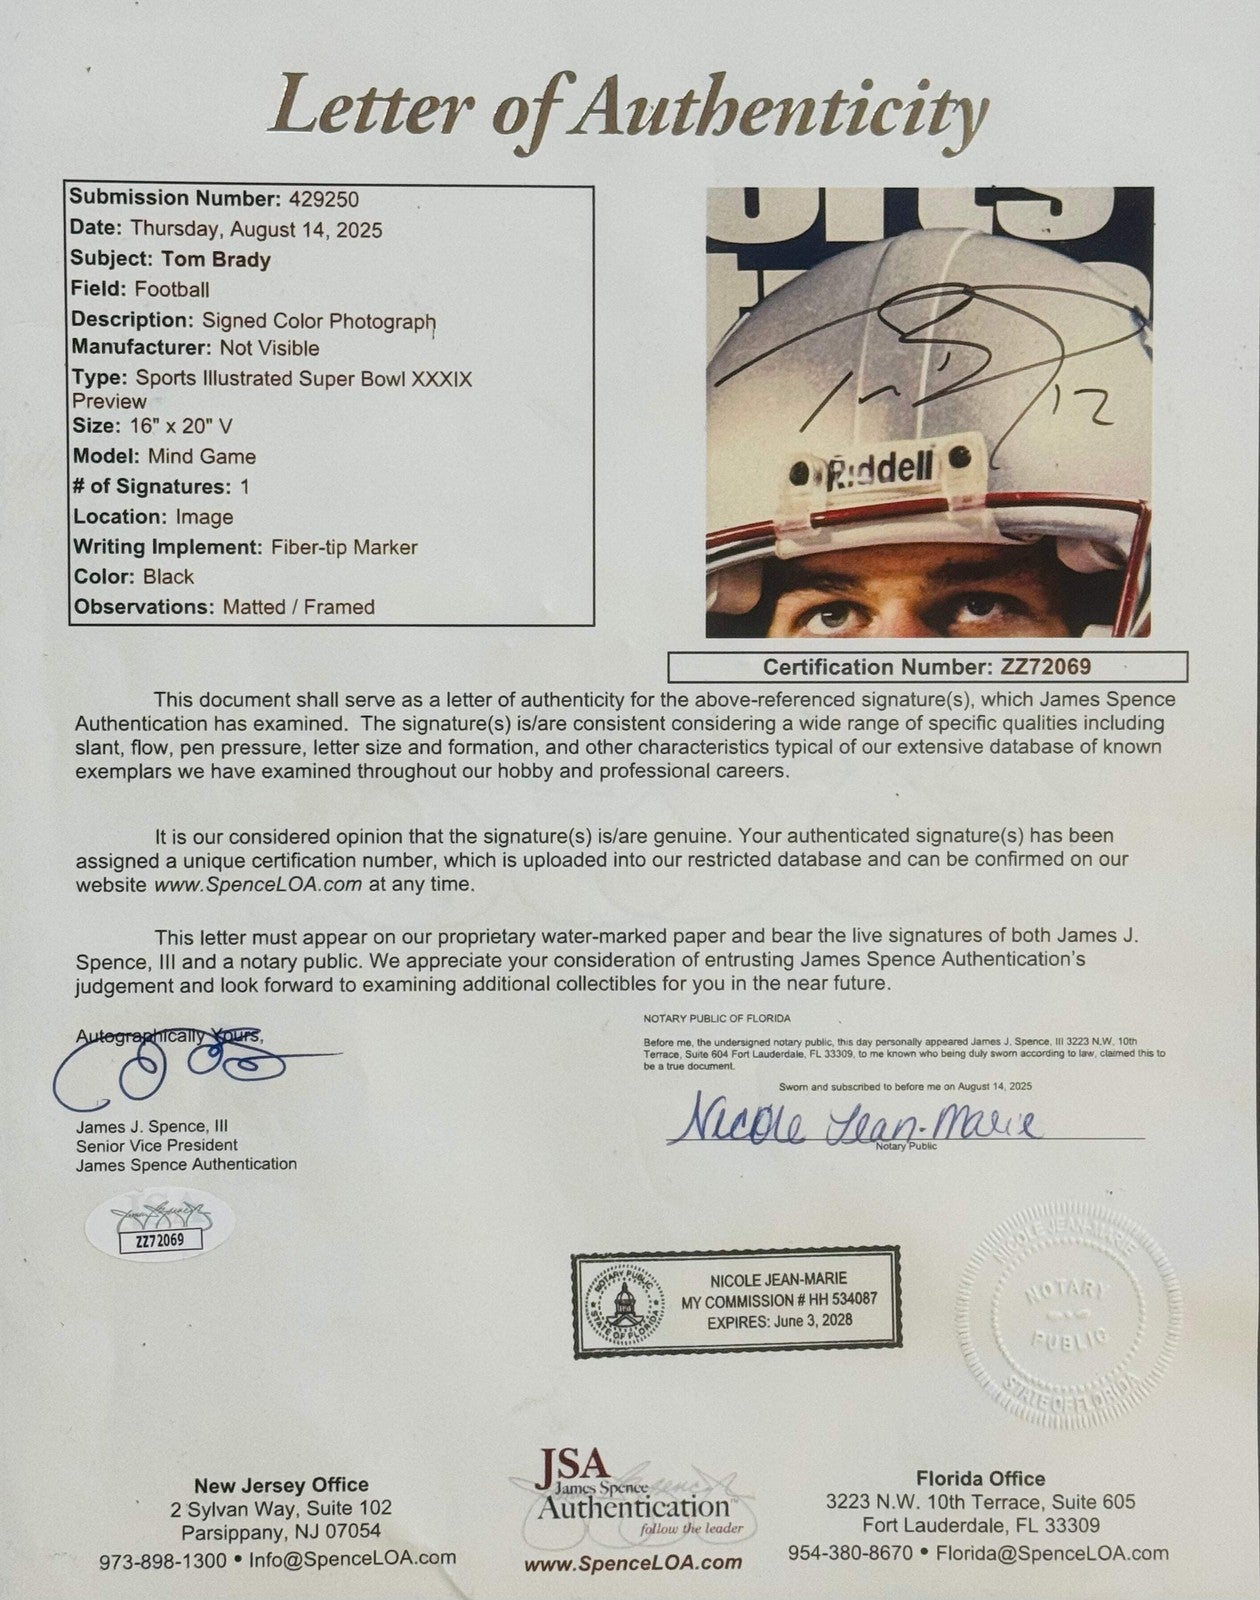 Letter of Authenticity
Submission Number: 429250
Date: Thursday, August 14, 2025
Subject: Tom Brady
Field: Football
Description: Signed Color Photograph
Manufacturer: Not Visible
Type: Sports Illustrated Super Bowl XXXIX
Preview
Size: 16" x 20" V
Model: Mind Game
# of Signatures: 1
Location: Image
Writing Implement: Fiber-tip Marker
Color: Black
Observations: Matted / Framed
12
Riddell
Certification Number: ZZ72069
This document shall serve as a letter of authenticity for the above-referenced signature(s), which James Spence
Authentication has examined. The signature(s) is/are consistent considering a wide range of specific qualities including
slant, flow, pen pressure, letter size and formation, and other characteristics typical of our extensive database of known
exemplars we have examined throughout our hobby and professional careers.
It is our considered opinion that the signature(s) is/are genuine. Your authenticated signature(s) has been
assigned a unique certification number, which is uploaded into our restricted database and can be confirmed on our
website www.SpenceLOA.com at any time.
This letter must appear on our proprietary water-marked paper and bear the live signatures of both James J.
Spence, III and a notary public. We appreciate your consideration of entrusting James Spence Authentication's
judgement and look forward to examining additional collectibles for you in the near future.
Autographically Yours,
James J. Spence, III
Senior Vice President
James Spence Authentication
NOTARY PUBLIC OF FLORIDA
Before me, the undersigned notary public, this day personally appeared James J. Spence, III 3223 N.W. 10th
Terrace, Suite 604 Fort Lauderdale, FL 33309, to me known who being duly sworn according to law, claimed this to
be a true document.
Sworn and subscribed to before me on August 14, 2025
Nicole Jean-Marie
Notary Public
JSA
ZZ72069
NOTARY PUBLIC
STATE OF FLORIDA
NICOLE JEAN-MARIE
MY COMMISSION # HH 534087
EXPIRES: June 3, 2028
NICOLE JEAN-MARIE
NOTARY
PUBLIC
STATE OF FLORIDA
New Jersey Office
2 Sylvan Way, Suite 102
Parsippany, NJ 07054
973-898-1300 • Info@SpenceLOA.com
JSA
James Spence
Authentication™
follow the leader
www.SpenceLOA.com
Florida Office
3223 N.W. 10th Terrace, Suite 605
Fort Lauderdale, FL 33309
954-380-8670 • Florida@SpenceLOA.com